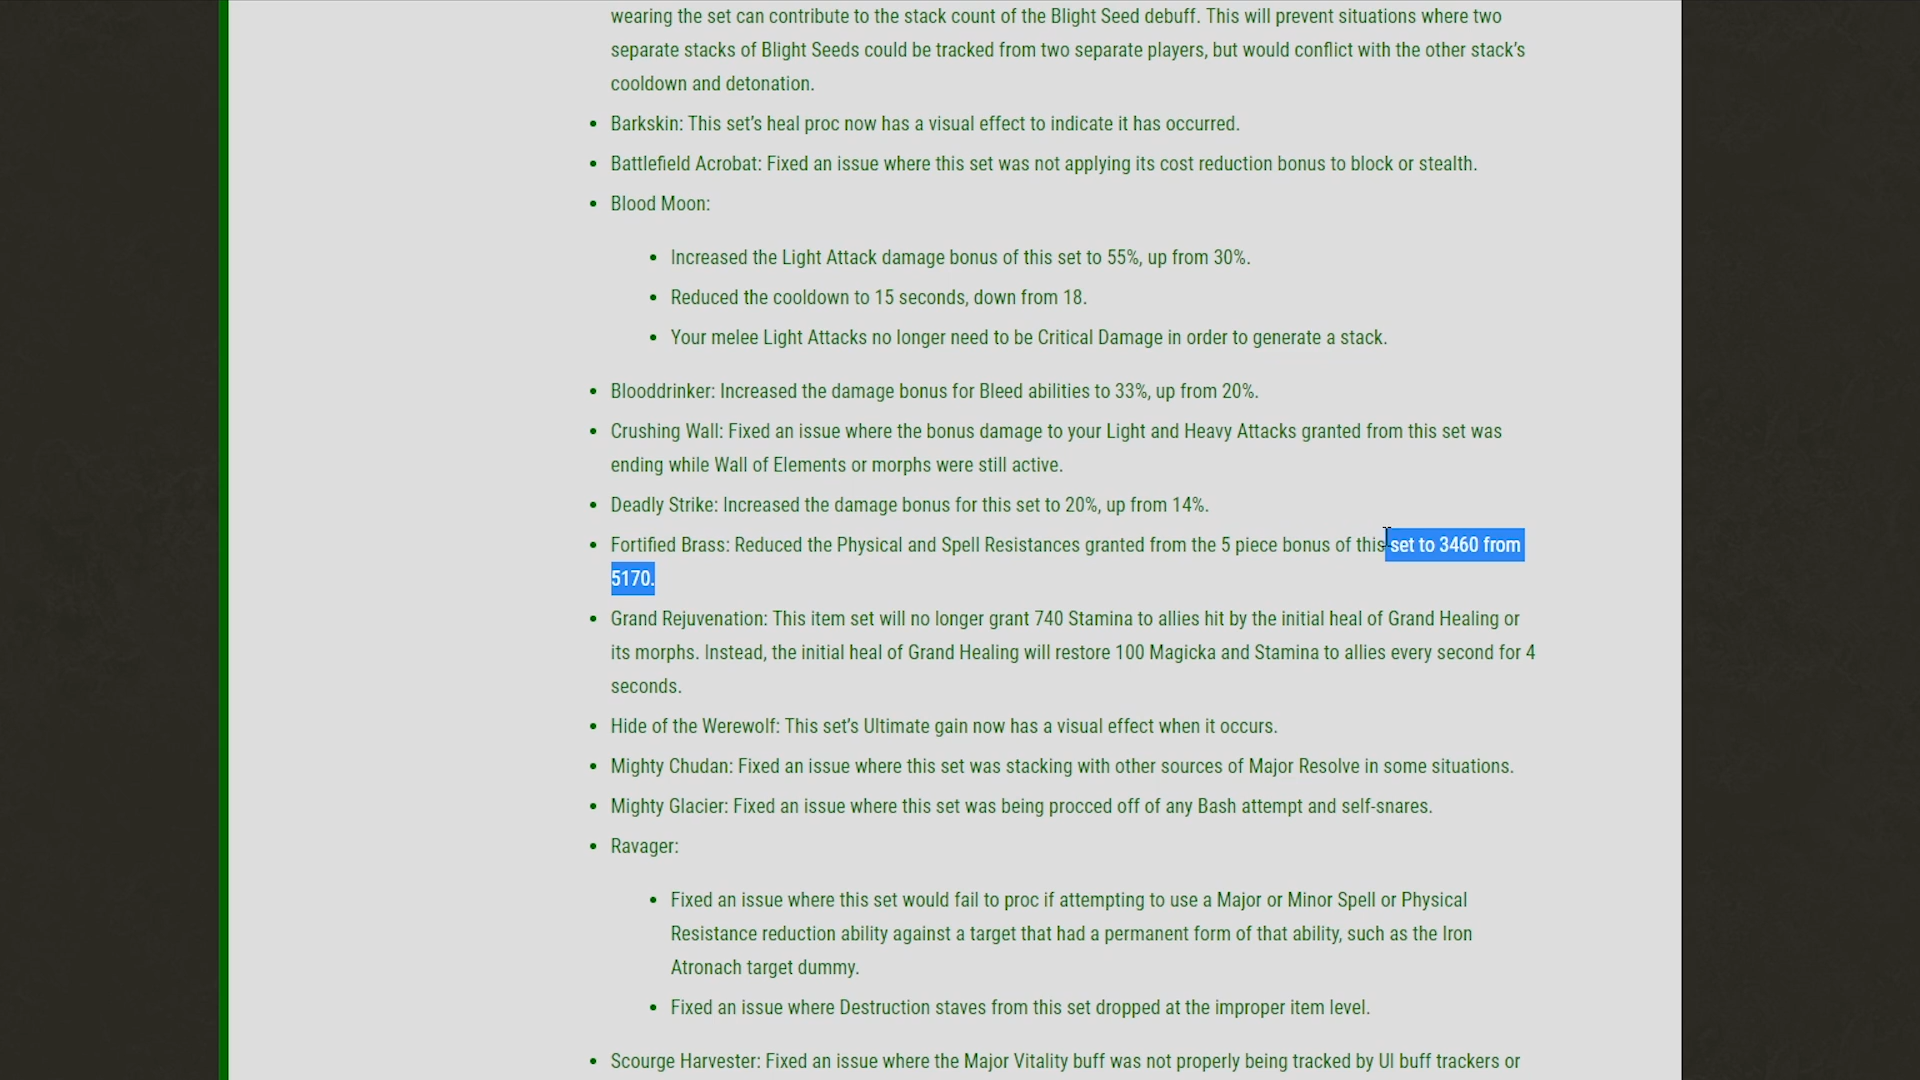 wearing the set can contribute to the stack count of the Blight Seed debuff. This will prevent situations where two
separate stacks of Blight Seeds could be tracked from two separate players, but would conflict with the other stack’s
cooldown and detonation.
• Barkskin: This set’s heal proc now has a visual effect to indicate it has occurred.
• Battlefield Acrobat: Fixed an issue where this set was not applying its cost reduction bonus to block or stealth.
• Blood Moon:
• Increased the Light Attack damage bonus of this set to 55%, up from 30%.
• Reduced the cooldown to 15 seconds, down from 18.
• Your melee Light Attacks no longer need to be Critical Damage in order to generate a stack.
• Blooddrinker: Increased the damage bonus for Bleed abilities to 33%, up from 20%.
• Crushing Wall: Fixed an issue where the bonus damage to your Light and Heavy Attacks granted from this set was
ending while Wall of Elements or morphs were still active.
• Deadly Strike: Increased the damage bonus for this set to 20%, up from 14%.
• Fortified Brass: Reduced the Physical and Spell Resistances granted from the 5 piece bonus of this set to 3460 from
5170.
• Grand Rejuvenation: This item set will no longer grant 740 Stamina to allies hit by the initial heal of Grand Healing or
its morphs. Instead, the initial heal of Grand Healing will restore 100 Magicka and Stamina to allies every second for 4
seconds.
• Hide of the Werewolf: This set’s Ultimate gain now has a visual effect when it occurs.
• Mighty Chudan: Fixed an issue where this set was stacking with other sources of Major Resolve in some situations.
• Mighty Glacier: Fixed an issue where this set was being procced off of any Bash attempt and self-snares.
• Ravager:
• Fixed an issue where this set would fail to proc if attempting to use a Major or Minor Spell or Physical
Resistance reduction ability against a target that had a permanent form of that ability, such as the Iron
Atronach target dummy.
• Fixed an issue where Destruction staves from this set dropped at the improper item level.
• Scourge Harvester: Fixed an issue where the Major Vitality buff was not properly being tracked by UI buff trackers or